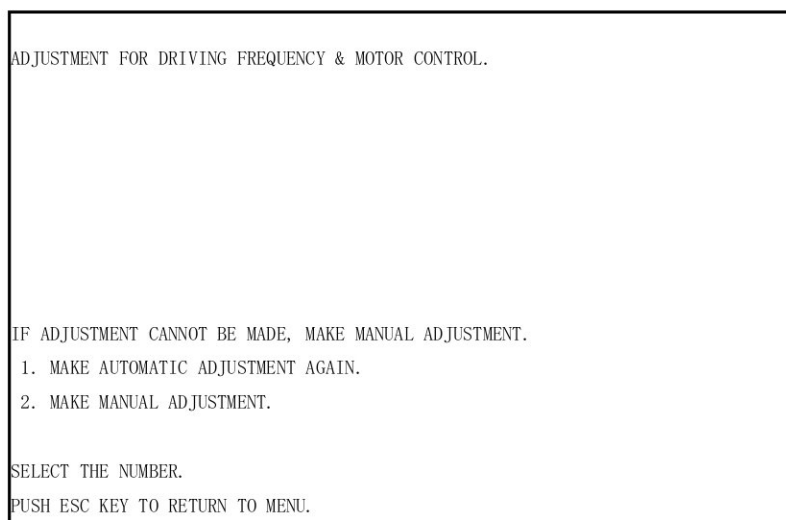 ADJUSTMENT FOR DRIVING FREQUENCY & MOTOR CONTROL.
IF ADJUSTMENT CANNOT BE MADE, MAKE MANUAL ADJUSTMENT.
1. MAKE AUTOMATIC ADJUSTMENT AGAIN.
2. MAKE MANUAL ADJUSTMENT.
SELECT THE NUMBER.
PUSH ESC KEY TO RETURN TO MENU.